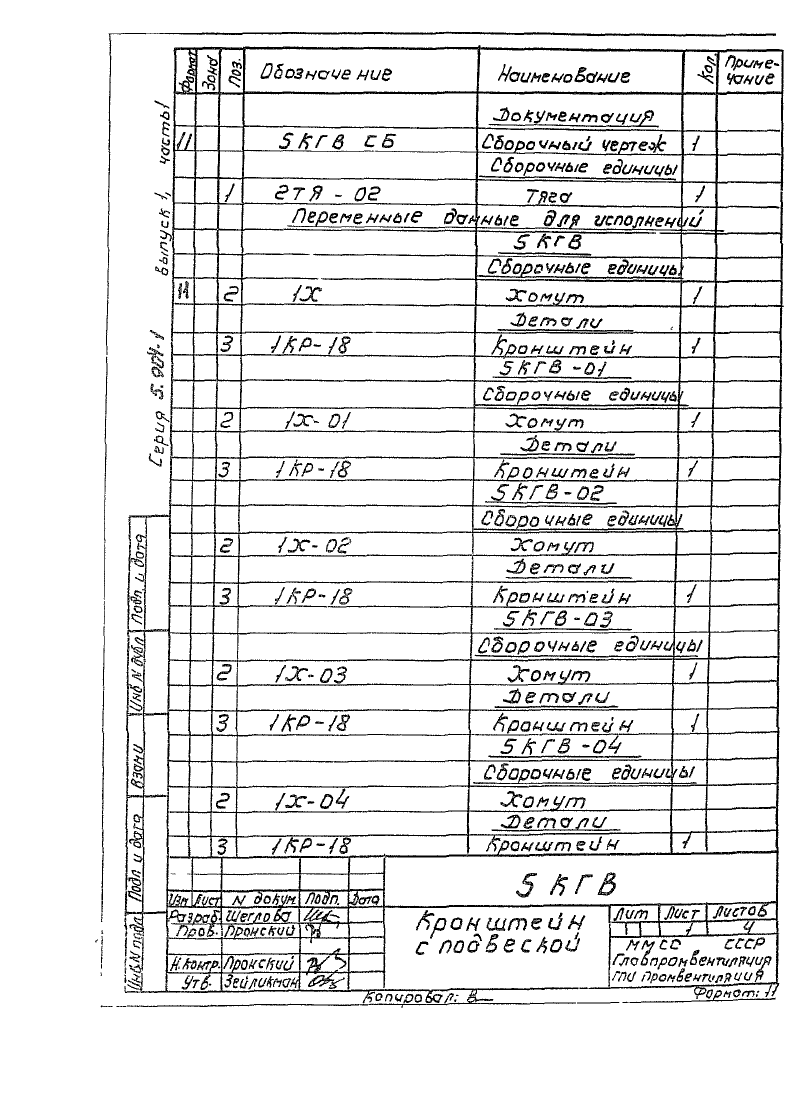 Формат Зона Поз. Обозначение Наименование Кол. Приме-
чание
Документация
11 5КГВ СБ Сборочный чертеж 1
Сборочные единицы
1 2ТЯ-02 Тяга 1
Переменные данные для исполнений
5КГВ
Сборочные единицы
11 2 1Х Хомут 1
Детали
3 1КР-18 Кронштейн 1
5КГВ-01
Сборочные единицы
2 1Х-01 Хомут 1
Детали
3 1КР-18 Кронштейн 1
5КГВ-02
Сборочные единицы
2 1Х-02 Хомут
Детали
3 1КР-18 Кронштейн 1
5КГВ-03
Сборочные единицы
2 1Х-03 Хомут 1
Детали
3 1КР-18 Кронштейн 1
5КГВ-04
Сборочные единицы
2 1Х-04 Хомут
Детали
3 1КР-18 Кронштейн 1
Серия 5.904-1 выпуск 1, часть 1
Подп. и дата
Инв N дубл
Взам и
Подп и дата
Инв.N подл
5КГВ
Изм Лист N докум Подп. Дата
Разраб Щеглова
Пров. Пронский
Н.контр. Пронский
Утв. Зейликман
Кронштейн
с подвеской
Лит Лист Листов
1 4
ММСС СССР
Главпромвентиляция
ГПИ Промвентиляция
Копировал: В
Формат: 11